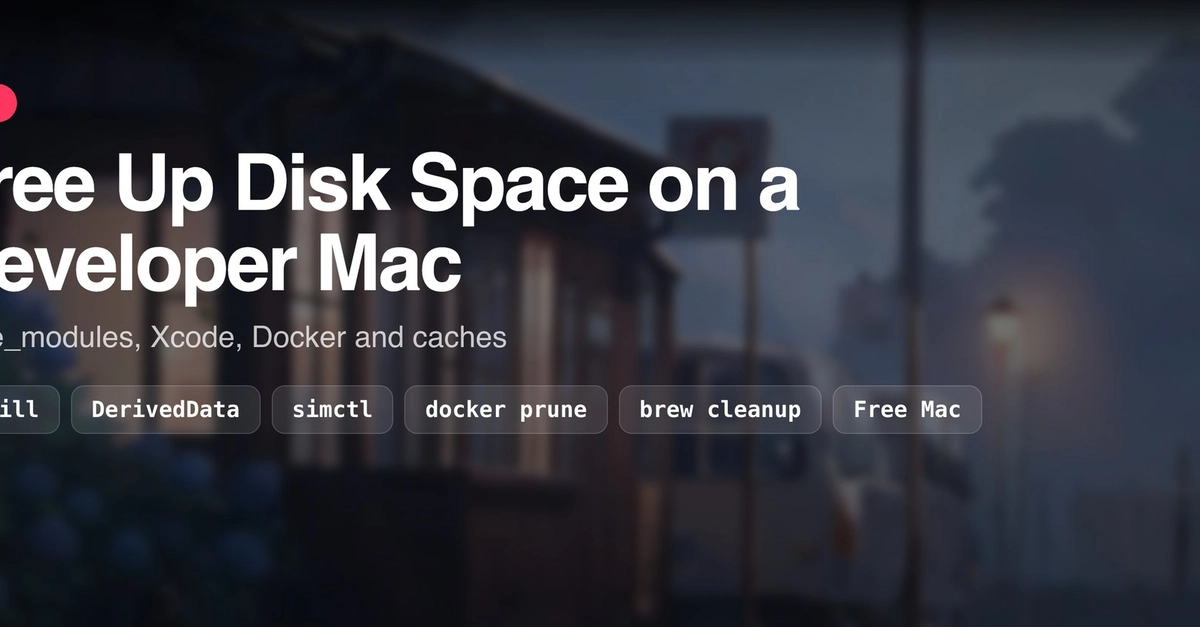 ree Up Disk Space on a
eveloper Mac
e_modules, Xcode, Docker and caches
ill DerivedData simctl docker prune brew cleanup Free Mac